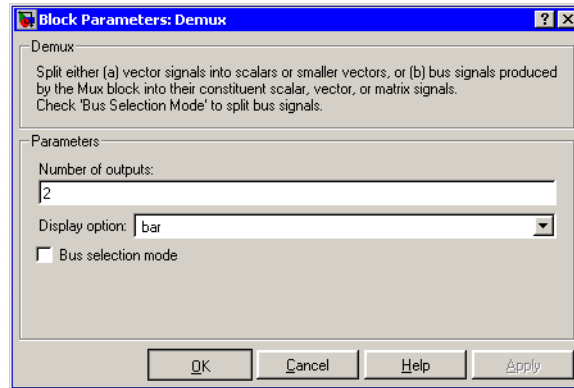 Block Parameters: Demux
Demux
Split either (a) vector signals into scalars or smaller vectors, or (b) bus signals produced
by the Mux block into their constituent scalar, vector, or matrix signals.
Check 'Bus Selection Mode' to split bus signals.
Parameters
Number of outputs:
2
Display option: bar
Bus selection mode
OK Cancel Help Apply